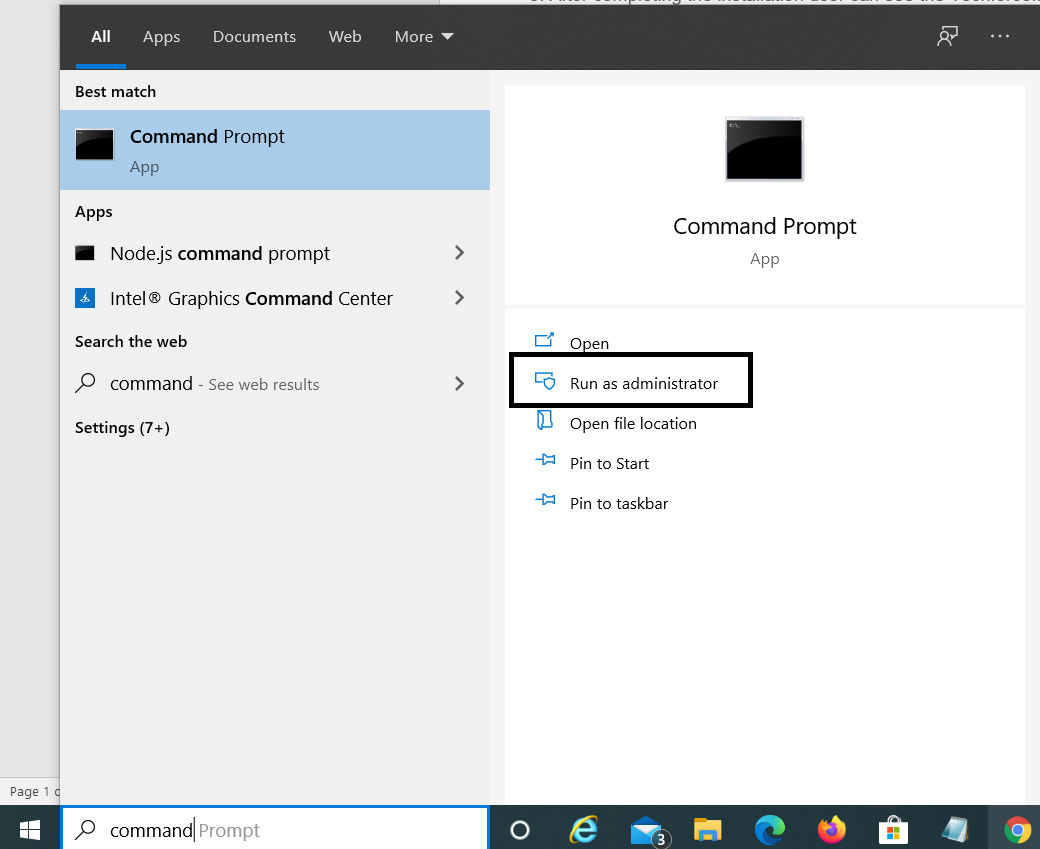 All Apps Documents Web More
Best match
Command Prompt
App
Apps
Node.js command prompt
Intel® Graphics Command Center
Search the web
command - See web results
Settings (7+)
Command Prompt
App
Open
Run as administrator
Open file location
Pin to Start
Pin to taskbar
Page 1
command Prompt
3